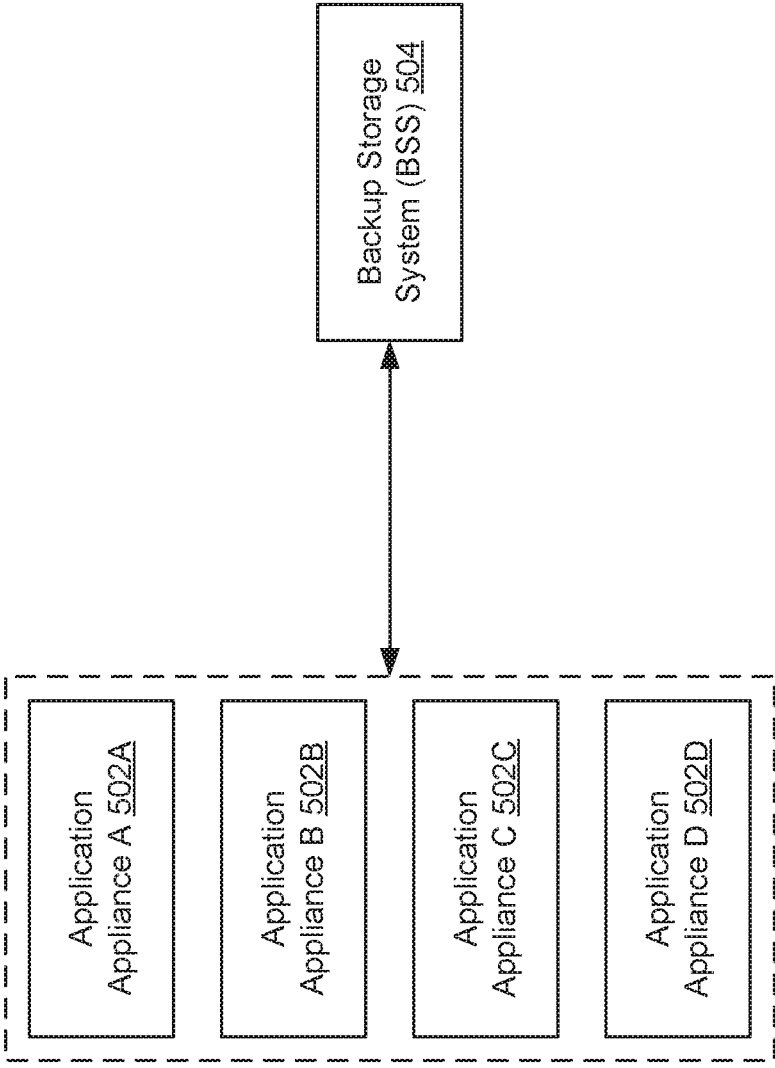 Application
Appliance A 502A
Application
Appliance B 502B
Application
Appliance C 502C
Application
Appliance D 502D
Backup Storage
System (BSS) 504